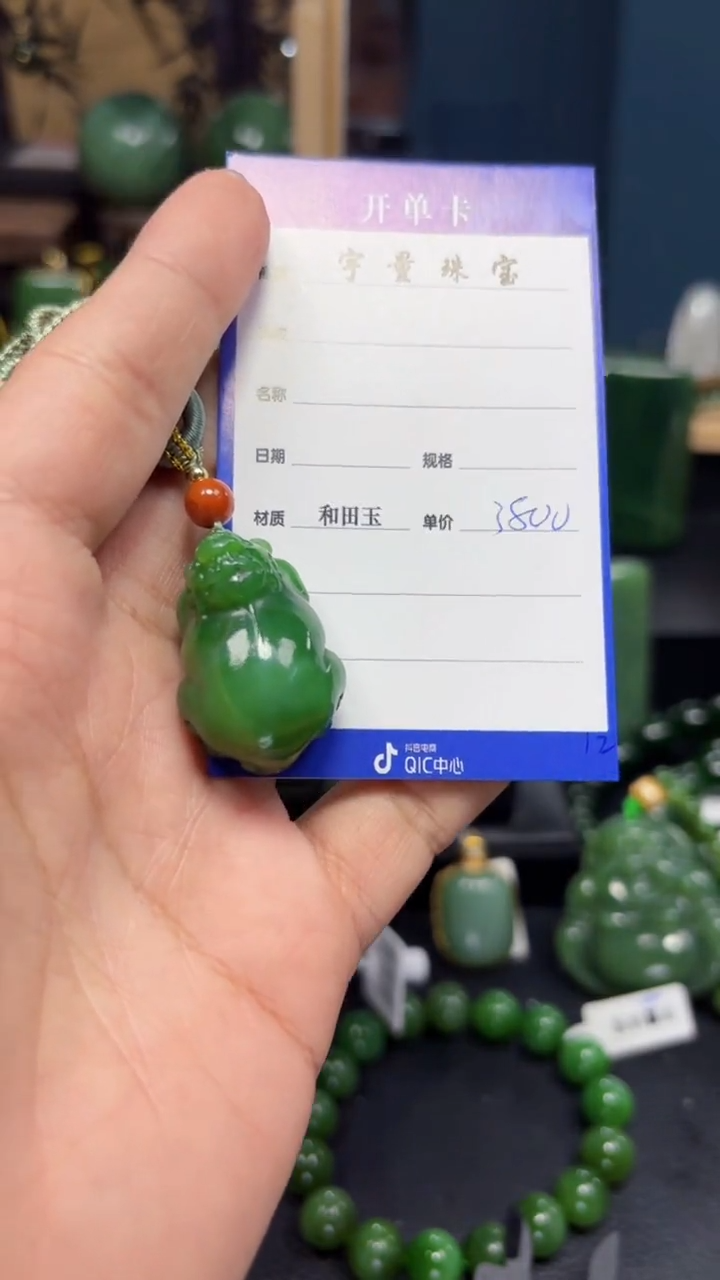 开单卡
宇量珠宝
名称
日期 规格
材质 和田玉 单价 3800
抖音电商
QIC中心
12